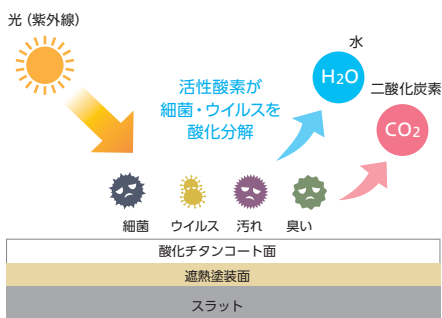 光（紫外線）
活性酸素が
細菌・ウイルスを
酸化分解
水
H2O
二酸化炭素
CO2
細菌
ウイルス
汚れ
臭い
酸化チタンコート面
遮熱塗装面
スラット